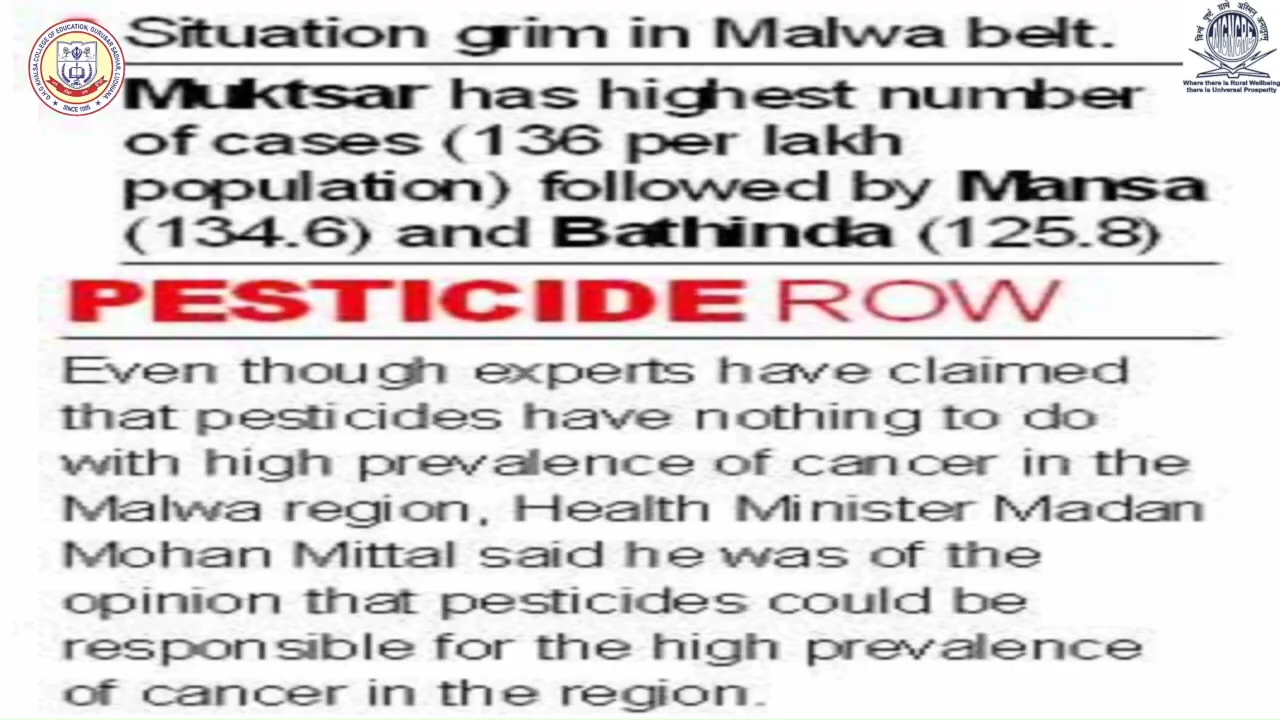 Situation grim in Malwa belt.
Muktsar has highest number
of cases (136 per lakh
population) followed by Mansa
(134.6) and Bathinda (125.8)
PESTICIDE ROW
Even though experts have claimed
that pesticides have nothing to do
with high prevalence of cancer in the
Malwa region, Health Minister Madan
Mohan Mittal said he was of the
opinion that pesticides could be
responsible for the high prevalence
of cancer in the region.
SINCE 1955
Where there is Rural Wellbeing
there is Universal Prosperity